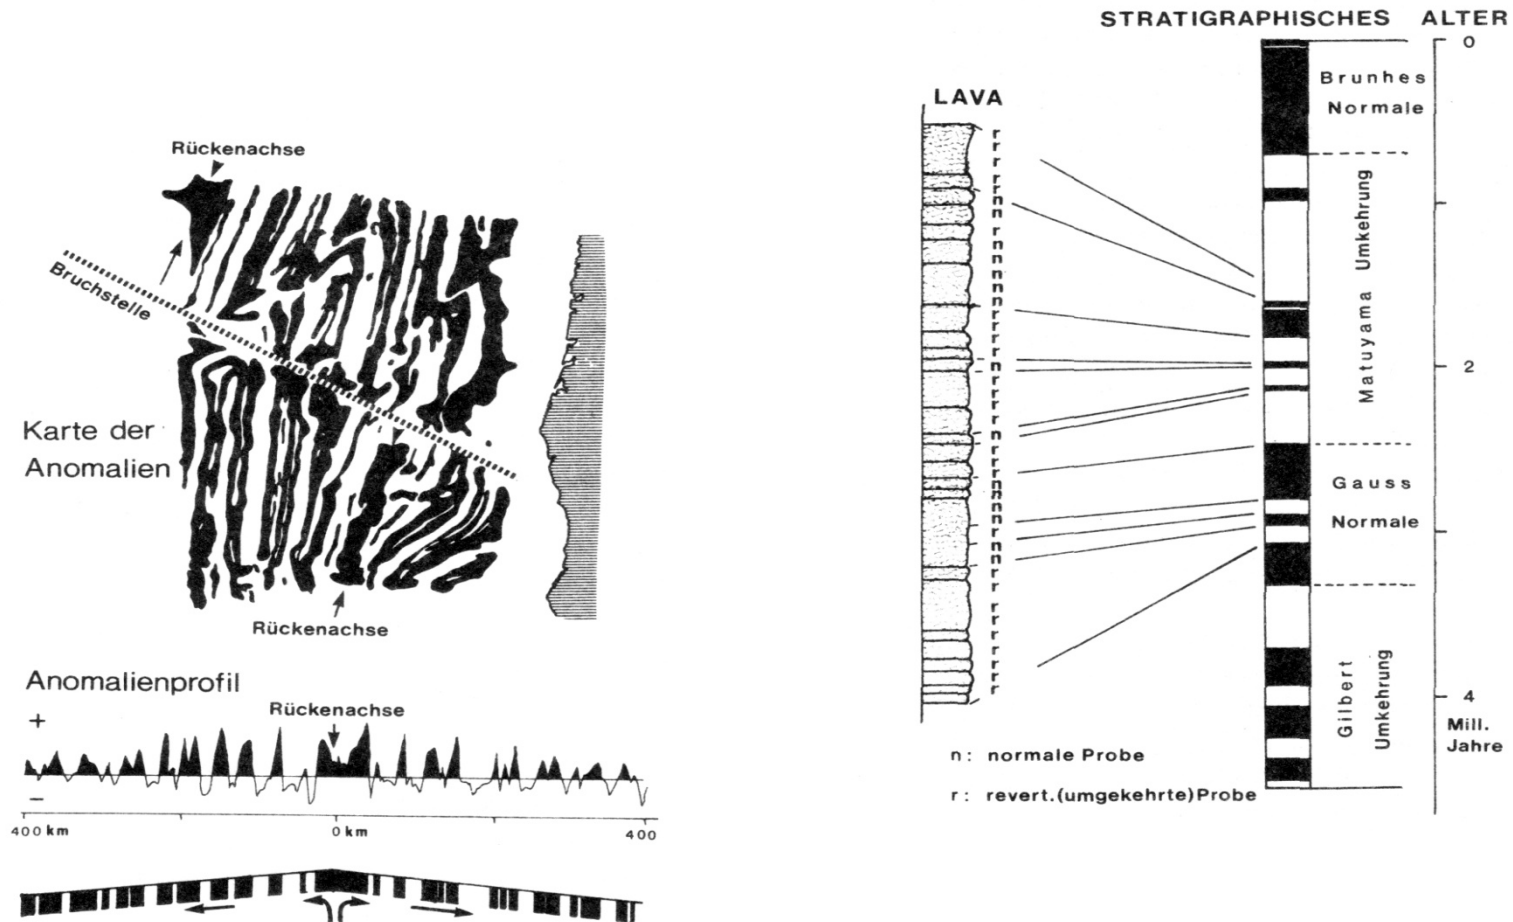 Rückenachse
Bruchstelle
Karte der
Anomalien
Rückenachse
Anomalienprofil
Rückenachse
+
–
400 km
0 km
400
STRATIGRAPHISCHES ALTER
LAVA
0
Brunhes
Normale
Matuyama Umkehrung
2
Gauss
Normale
Gilbert
Umkehrung
4
Mill.
Jahre
n: normale Probe
r: revert.(umgekehrte)Probe